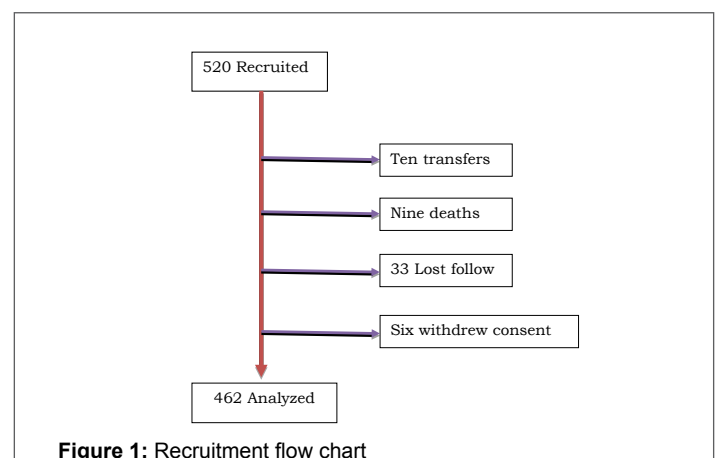 520 Recruited
Ten transfers
Nine deaths
33 Lost follow
Six withdrew consent
462 Analyzed
Figure 1: Recruitment flow chart